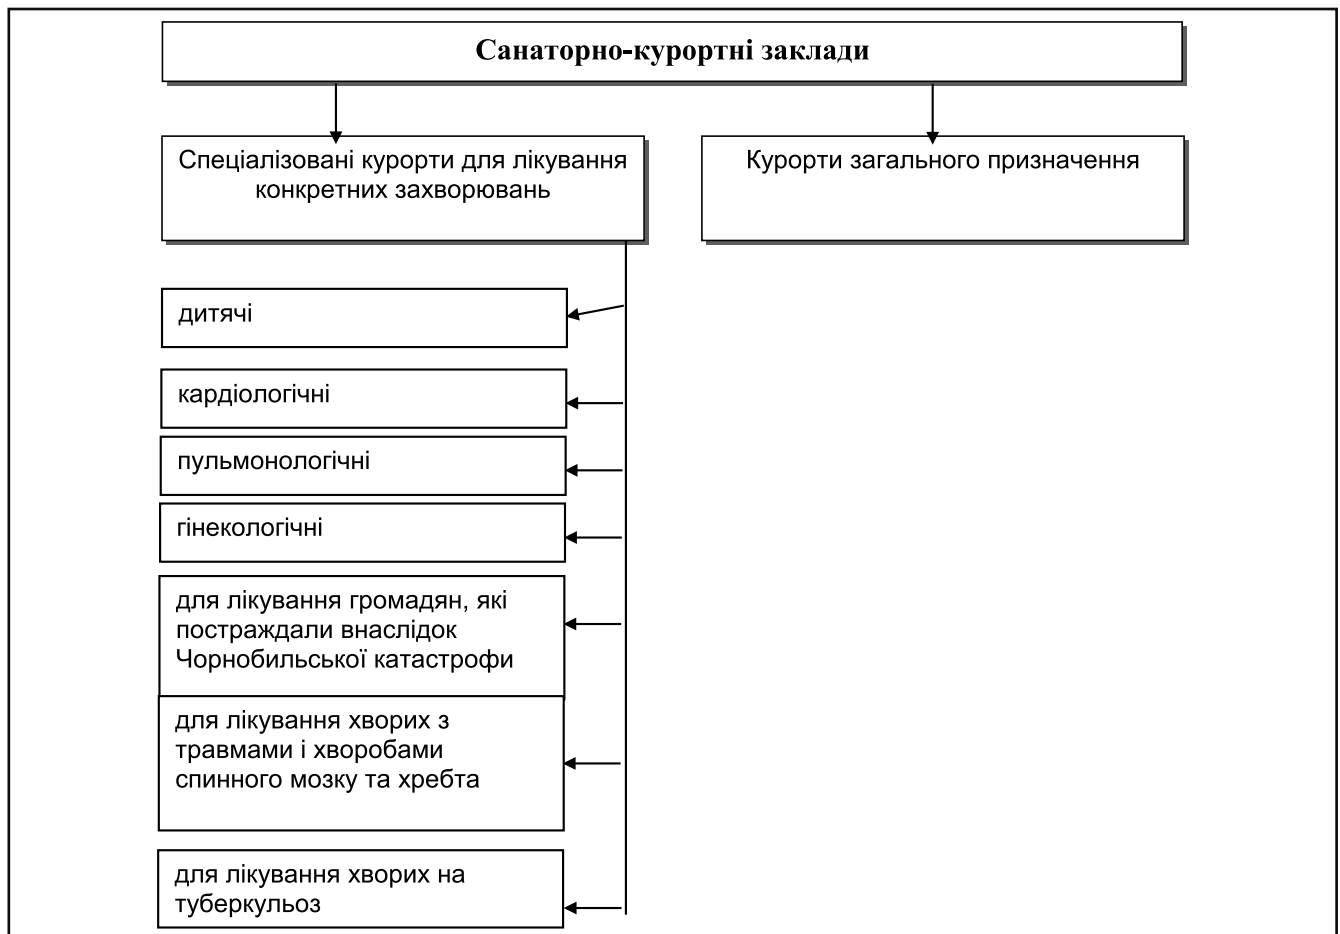 Санаторно-курортні заклади
Спеціалізовані курорти для лікування
конкретних захворювань
Курорти загального призначення
дитячі
кардіологічні
пульмонологічні
гінекологічні
для лікування громадян, які
постраждали внаслідок
Чорнобильської катастрофи
для лікування хворих з
травмами і хворобами
спинного мозку та хребта
для лікування хворих на
туберкульоз